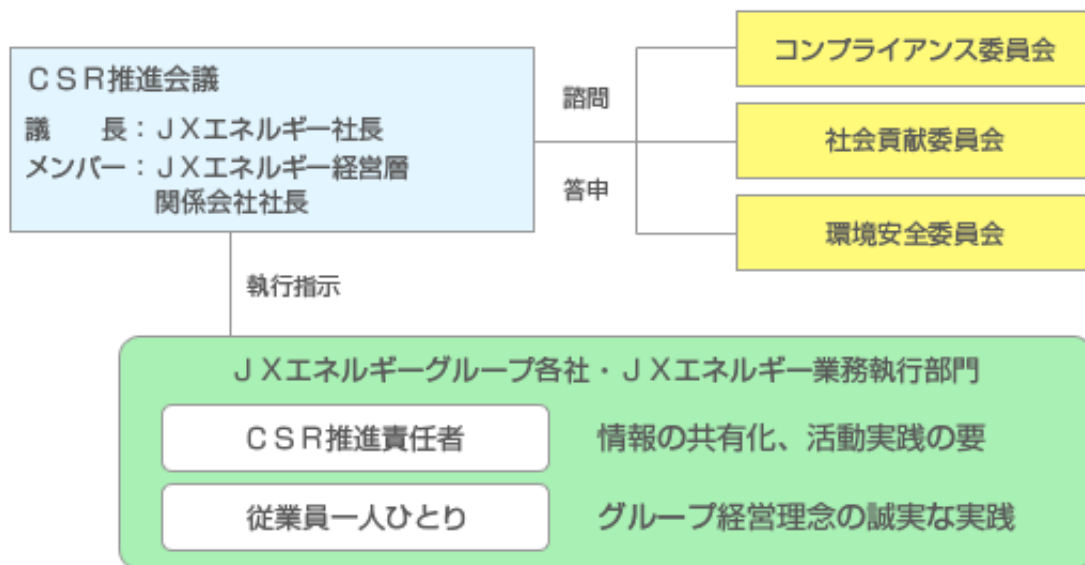 ＣＳＲ推進会議
議　　長：ＪＸエネルギー社長
メンバー：ＪＸエネルギー経営層
関係会社社長
諮問
答申
コンプライアンス委員会
社会貢献委員会
環境安全委員会
執行指示
ＪＸエネルギーグループ各社・ＪＸエネルギー業務執行部門
ＣＳＲ推進責任者
情報の共有化、活動実践の要
従業員一人ひとり
グループ経営理念の誠実な実践